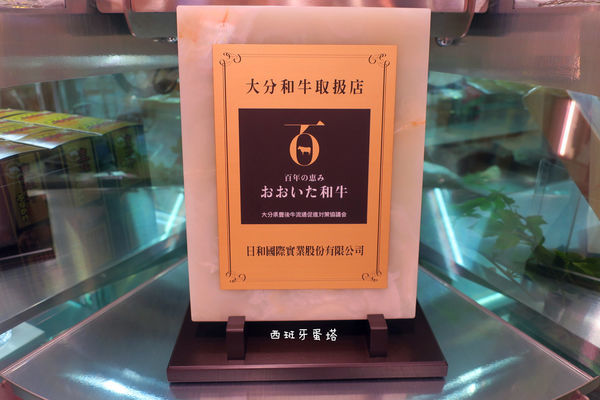 大分和牛取扱店
百年の恵み
おおいた和牛
大分県豊後牛流通促進対策協議会
日和國際實業股份有限公司
西班牙蛋塔